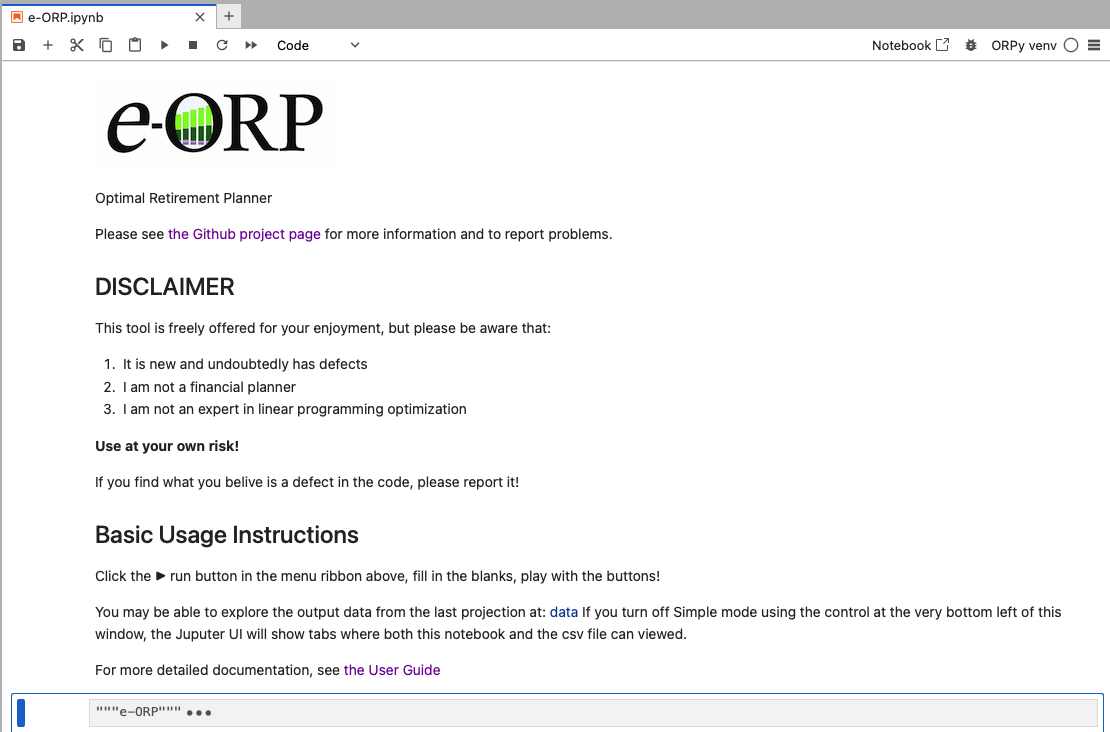 e-ORP.ipynb
Code
Notebook
ORPy venv
e-ORP
Optimal Retirement Planner
Please see the Github project page for more information and to report problems.
DISCLAIMER
This tool is freely offered for your enjoyment, but please be aware that:
1. It is new and undoubtedly has defects
2. I am not a financial planner
3. I am not an expert in linear programming optimization
Use at your own risk!
If you find what you belive is a defect in the code, please report it!
Basic Usage Instructions
Click the ▶ run button in the menu ribbon above, fill in the blanks, play with the buttons!
You may be able to explore the output data from the last projection at: data If you turn off Simple mode using the control at the very bottom left of this
window, the Juputer UI will show tabs where both this notebook and the csv file can viewed.
For more detailed documentation, see the User Guide
"""e-ORP""" •••